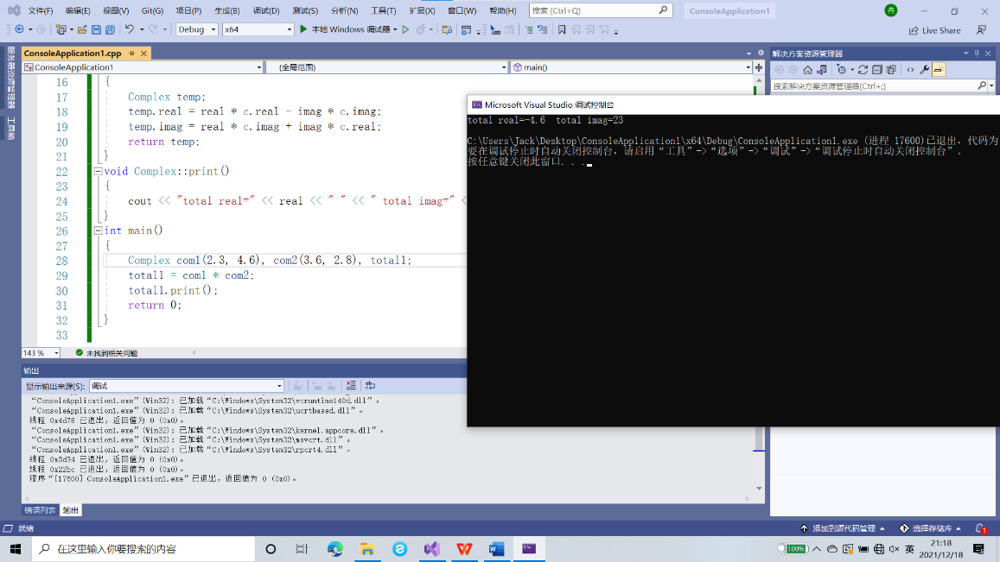 文件(F) 编辑(E) 视图(V) Git(G) 项目(P) 生成(B) 调试(D) 测试(S) 分析(N) 工具(T) 扩展(X) 窗口(W) 帮助(H) 搜索 (Ctrl+Q) ConsoleApplication1 冉
Debug x64 本地 Windows 调试器 Live Share
服务器资源管理器
工具箱
ConsoleApplication1.cpp
ConsoleApplication1 (全局范围) main()
16 {
17 Complex temp;
18 temp.real = real * c.real - imag * c.imag;
19 temp.imag = real * c.imag + imag * c.real;
20 return temp;
21 }
22 void Complex::print()
23 {
24 cout << "total real=" << real << " " << " total imag=" <
25 }
26 int main()
27 {
28 Complex com1(2.3, 4.6), com2(3.6, 2.8), total1;
29 total1 = com1 * com2;
30 total1.print();
31 return 0;
32 }
33
143 % 未找到相关问题
解决方案资源管理器
搜索解决方案资源管理器(Ctrl+;)
Microsoft Visual Studio 调试控制台
total real=-4.6  total imag=23
C:\Users\Jack\Desktop\ConsoleApplication1\x64\Debug\ConsoleApplication1.exe (进程 17600)已退出，代码为
要在调试停止时自动关闭控制台，请启用“工具”->“选项”->“调试”->“调试停止时自动关闭控制台”。
按任意键关闭此窗口. . .
输出
显示输出来源(S): 调试
“ConsoleApplication1.exe”(Win32): 已加载“C:\Windows\System32\vcruntime140d.dll”。
“ConsoleApplication1.exe”(Win32): 已加载“C:\Windows\System32\ucrtbased.dll”。
线程 0x4d78 已退出，返回值为 0 (0x0)。
“ConsoleApplication1.exe”(Win32): 已加载“C:\Windows\System32\kernel.appcore.dll”。
“ConsoleApplication1.exe”(Win32): 已加载“C:\Windows\System32\msvcrt.dll”。
“ConsoleApplication1.exe”(Win32): 已加载“C:\Windows\System32\rpcrt4.dll”。
线程 0x3d34 已退出，返回值为 0 (0x0)。
线程 0x22bc 已退出，返回值为 0 (0x0)。
程序“[17600] ConsoleApplication1.exe”已退出，返回值为 0 (0x0)。
错误列表 输出
就绪 添加到源代码管理 选择存储库 1
在这里输入你要搜索的内容 100% 英 21:18
2021/12/18